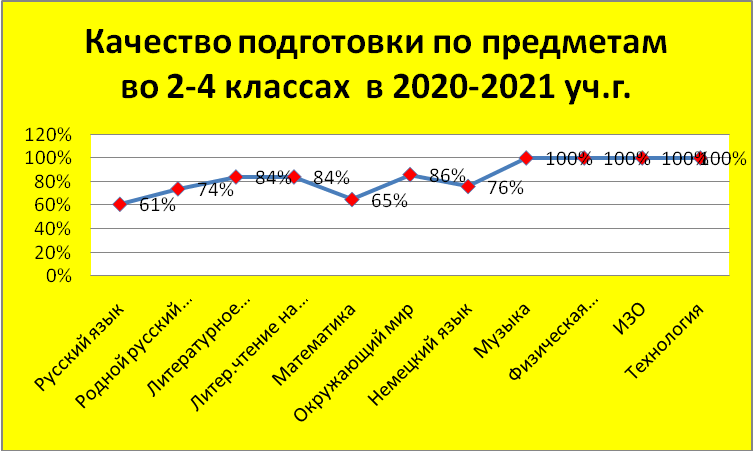 Качество подготовки по предметам
во 2-4 классах в 2020-2021 уч.г.
120%
100%
80%
60%
40%
20%
0%
61%
74%
84%
84%
65%
86%
76%
100%
100%
100%
100%
Русский язык
Родной русский...
Литературное...
Литер.чтение на...
Математика
Окружающий мир
Немецкий язык
Музыка
Физическая...
ИЗО
Технология